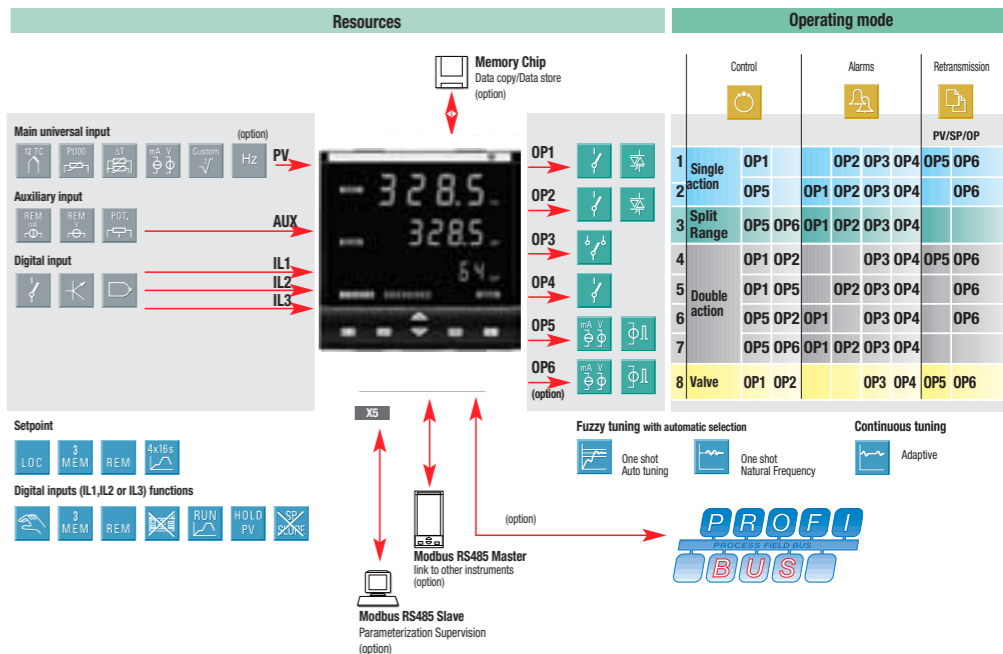 Resources
Operating mode
Memory Chip
Data copy/Data store
(option)
Control Alarms Retransmission
PV/SP/OP
Main universal input
(option)
12 TC Pt100 ΔT mA V Custom √ Hz
PV
Auxiliary input
REM mA REM V POT.
AUX
Digital input
IL1
IL2
IL3
328.5
328.5
64
OP1
OP2
OP3
OP4
OP5
mA V
OP6
(option)
mA V
1 Single action OP1 OP2 OP3 OP4 OP5 OP6
2 OP5 OP1 OP2 OP3 OP4 OP6
3 Split Range OP5 OP6 OP1 OP2 OP3 OP4
4 Double action OP1 OP2 OP3 OP4 OP5 OP6
5 OP1 OP5 OP2 OP3 OP4 OP6
6 OP5 OP2 OP1 OP3 OP4 OP6
7 OP5 OP6 OP1 OP2 OP3 OP4
8 Valve OP1 OP2 OP3 OP4 OP5 OP6
X5
Setpoint
LOC 3 MEM REM 4x16s
Digital inputs (IL1,IL2 or IL3) functions
3 MEM REM RUN HOLD PV SP SLOPE
Fuzzy tuning with automatic selection
One shot
Auto tuning
One shot
Natural Frequency
Continuous tuning
Adaptive
(option)
PROFI
PROCESS FIELD BUS
BUS
Modbus RS485 Master
link to other instruments
(option)
Modbus RS485 Slave
Parameterization Supervision
(option)